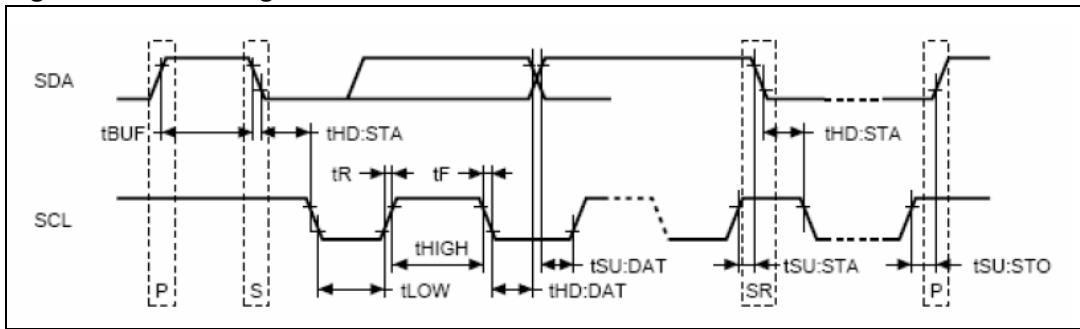 SDA
tBUF
tHD:STA
tHD:STA
tR
tF
SCL
tHIGH
tSU:DAT
tSU:STA
tSU:STO
P
S
tLOW
tHD:DAT
SR
P